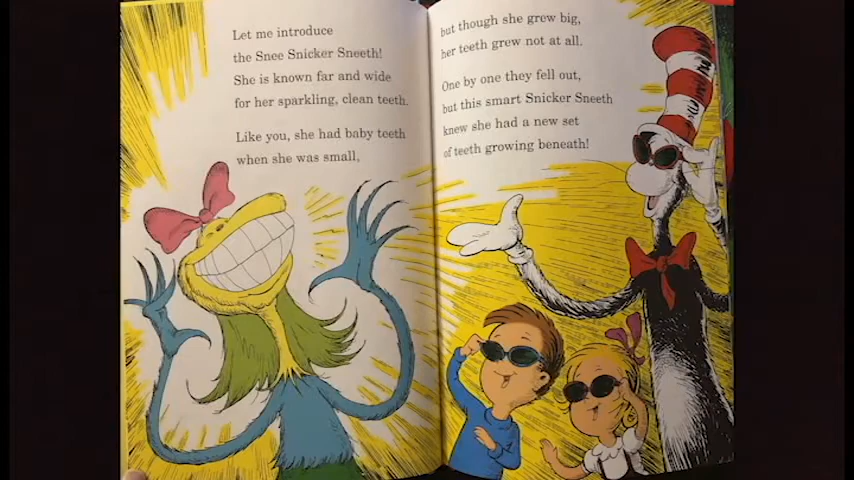 Let me introduce
the Snee Snicker Sneeth!
She is known far and wide
for her sparkling, clean teeth.
Like you, she had baby teeth
when she was small,
but though she grew big,
her teeth grew not at all.
One by one they fell out,
but this smart Snicker Sneeth
knew she had a new set
of teeth growing beneath!